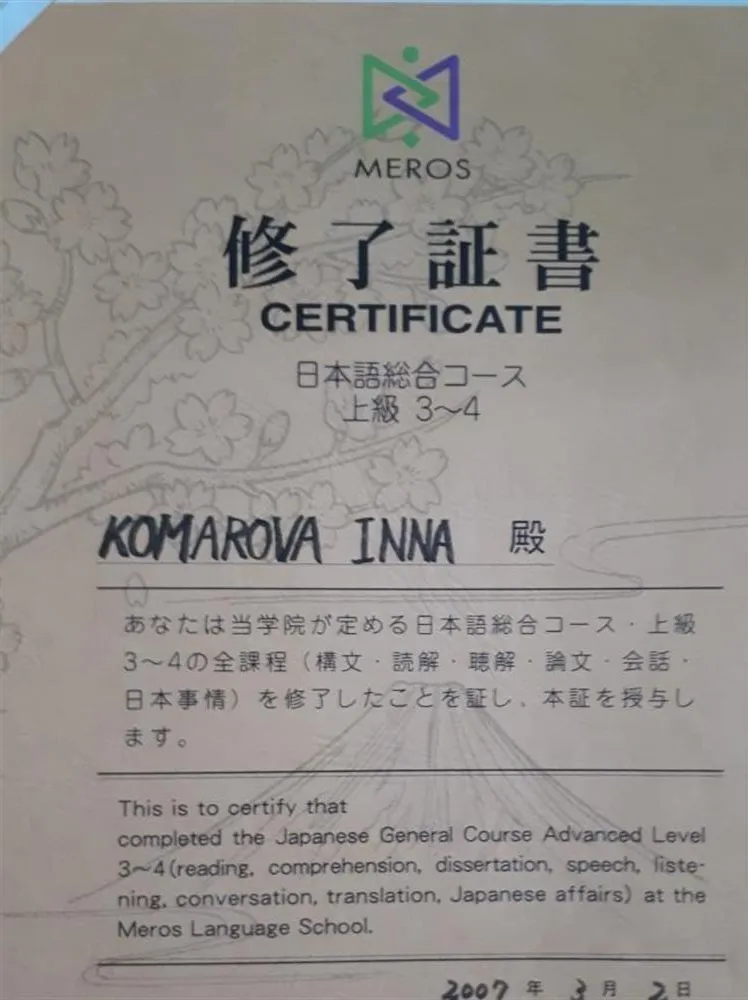 MEROS
修了証書
CERTIFICATE
日本語総合コース
上級 3〜4
KOMAROVA INNA 殿
あなたは当学院が定める日本語総合コース・上級
3〜4の全課程（構文・読解・聴解・論文・会話・
日本事情）を修了したことを証し、本証を授与し
ます。
This is to certify that
completed the Japanese General Course Advanced Level
3〜4(reading, comprehension, dissertation, speech, liste-
ning, conversation, translation, Japanese affairs) at the
Meros Language School.
2007 年 3 月 2 日